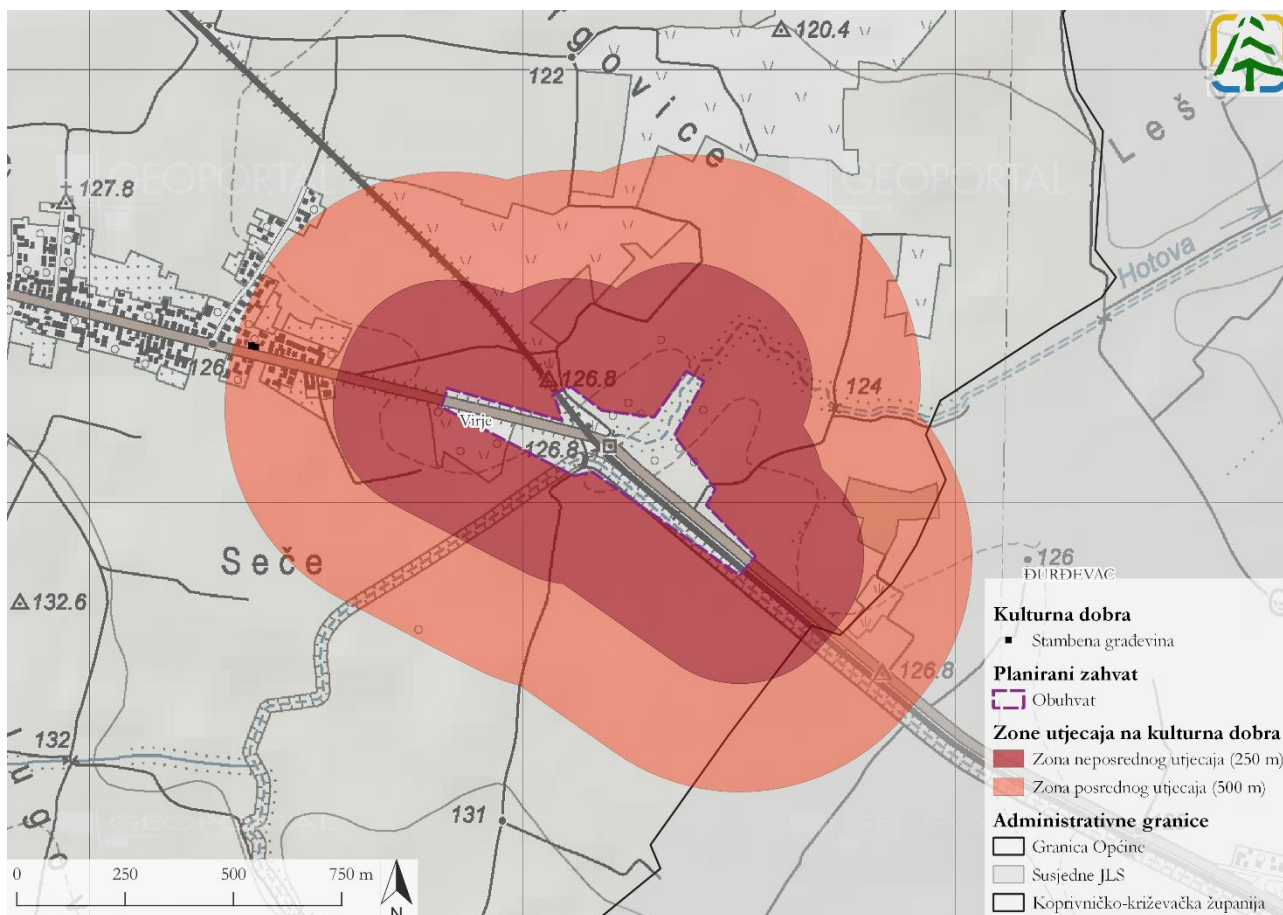 120.4
122
govice
Leš
GEOPORTAL
GEOPORTAL
127.8
Hotova
126
126.8
124
Virje
126.8
Seče
126
ĐURĐEVAC
132.6
126.8
132
131
GEOPORTAL
Kulturna dobra
Stambena građevina
Planirani zahvat
Obuhvat
Zone utjecaja na kulturna dobra
Zona neposrednog utjecaja (250 m)
Zona posrednog utjecaja (500 m)
Administrativne granice
Granica Općine
Susjedne JLS
Koprivničko-križevačka županija
0 250 500 750 m
N